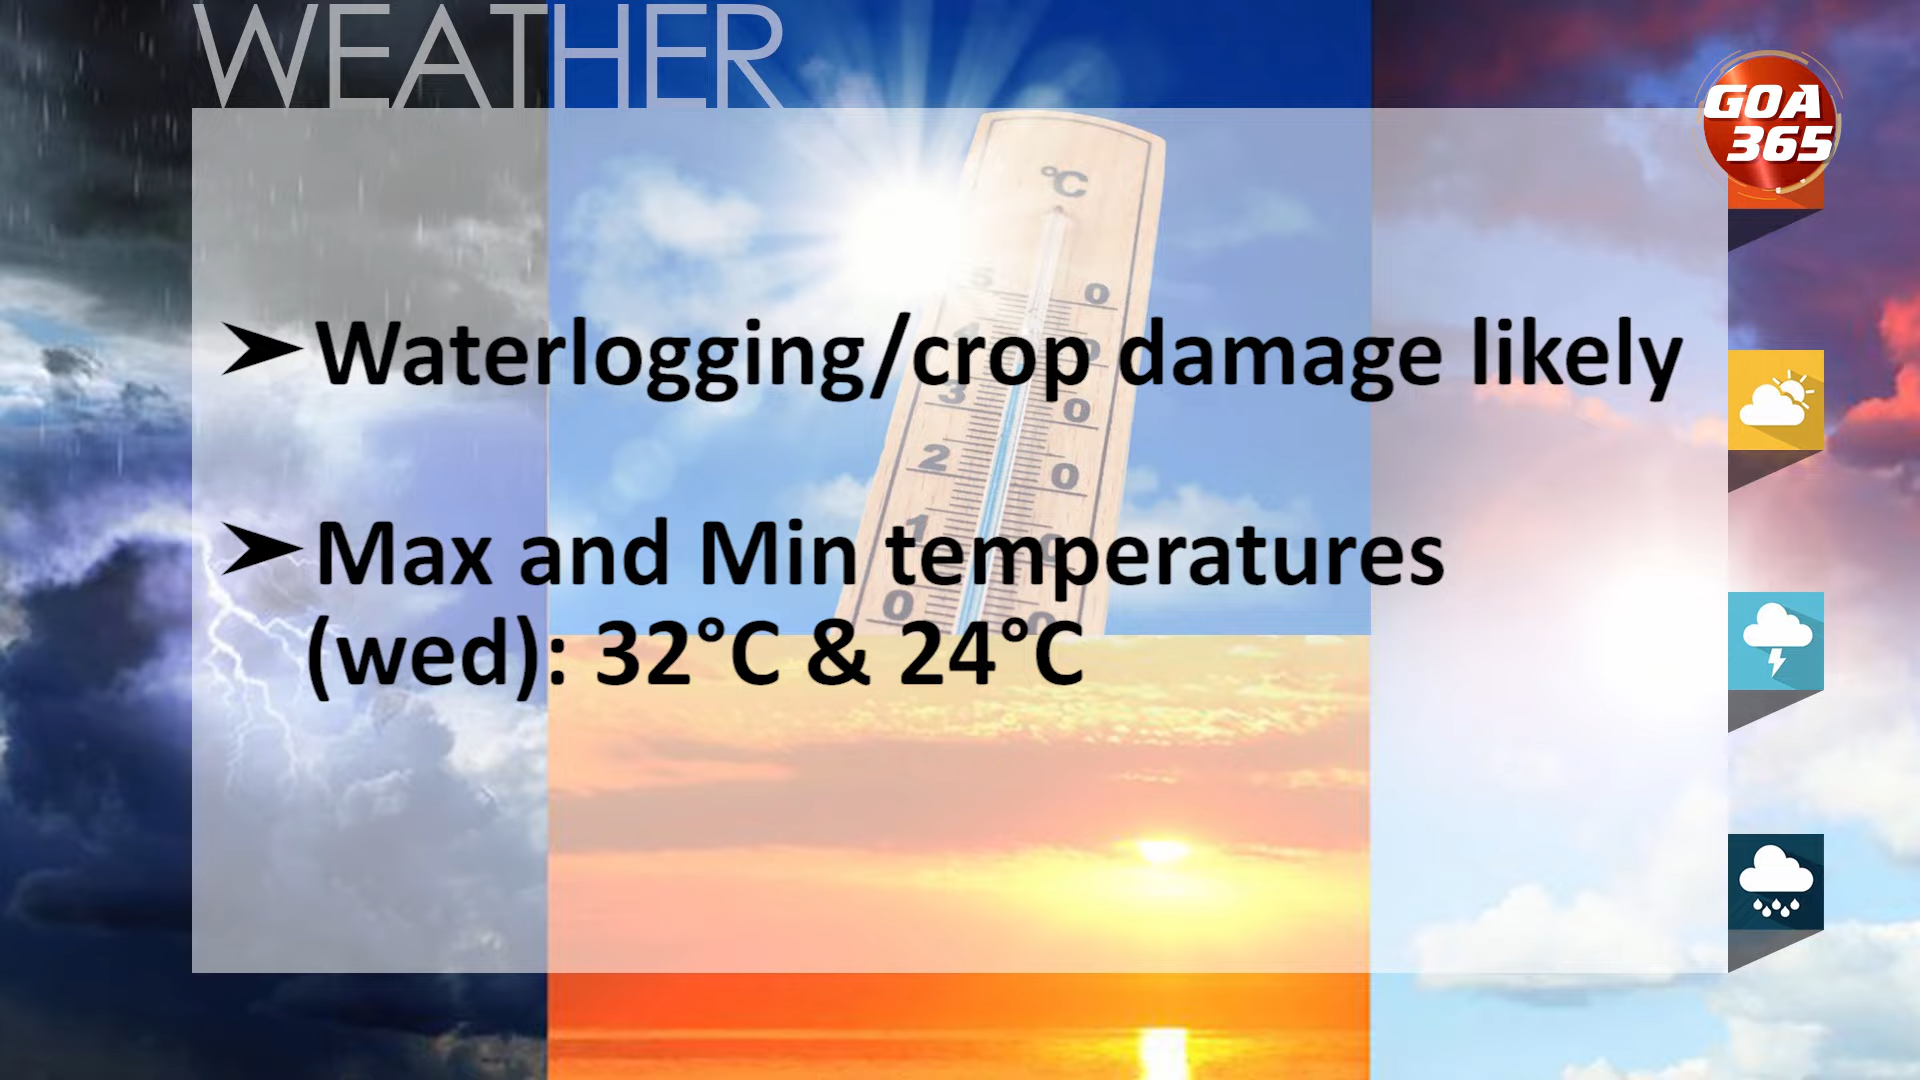 WEATHER
GOA
365
°C
➤Waterlogging/crop damage likely
➤Max and Min temperatures
(wed): 32°C & 24°C